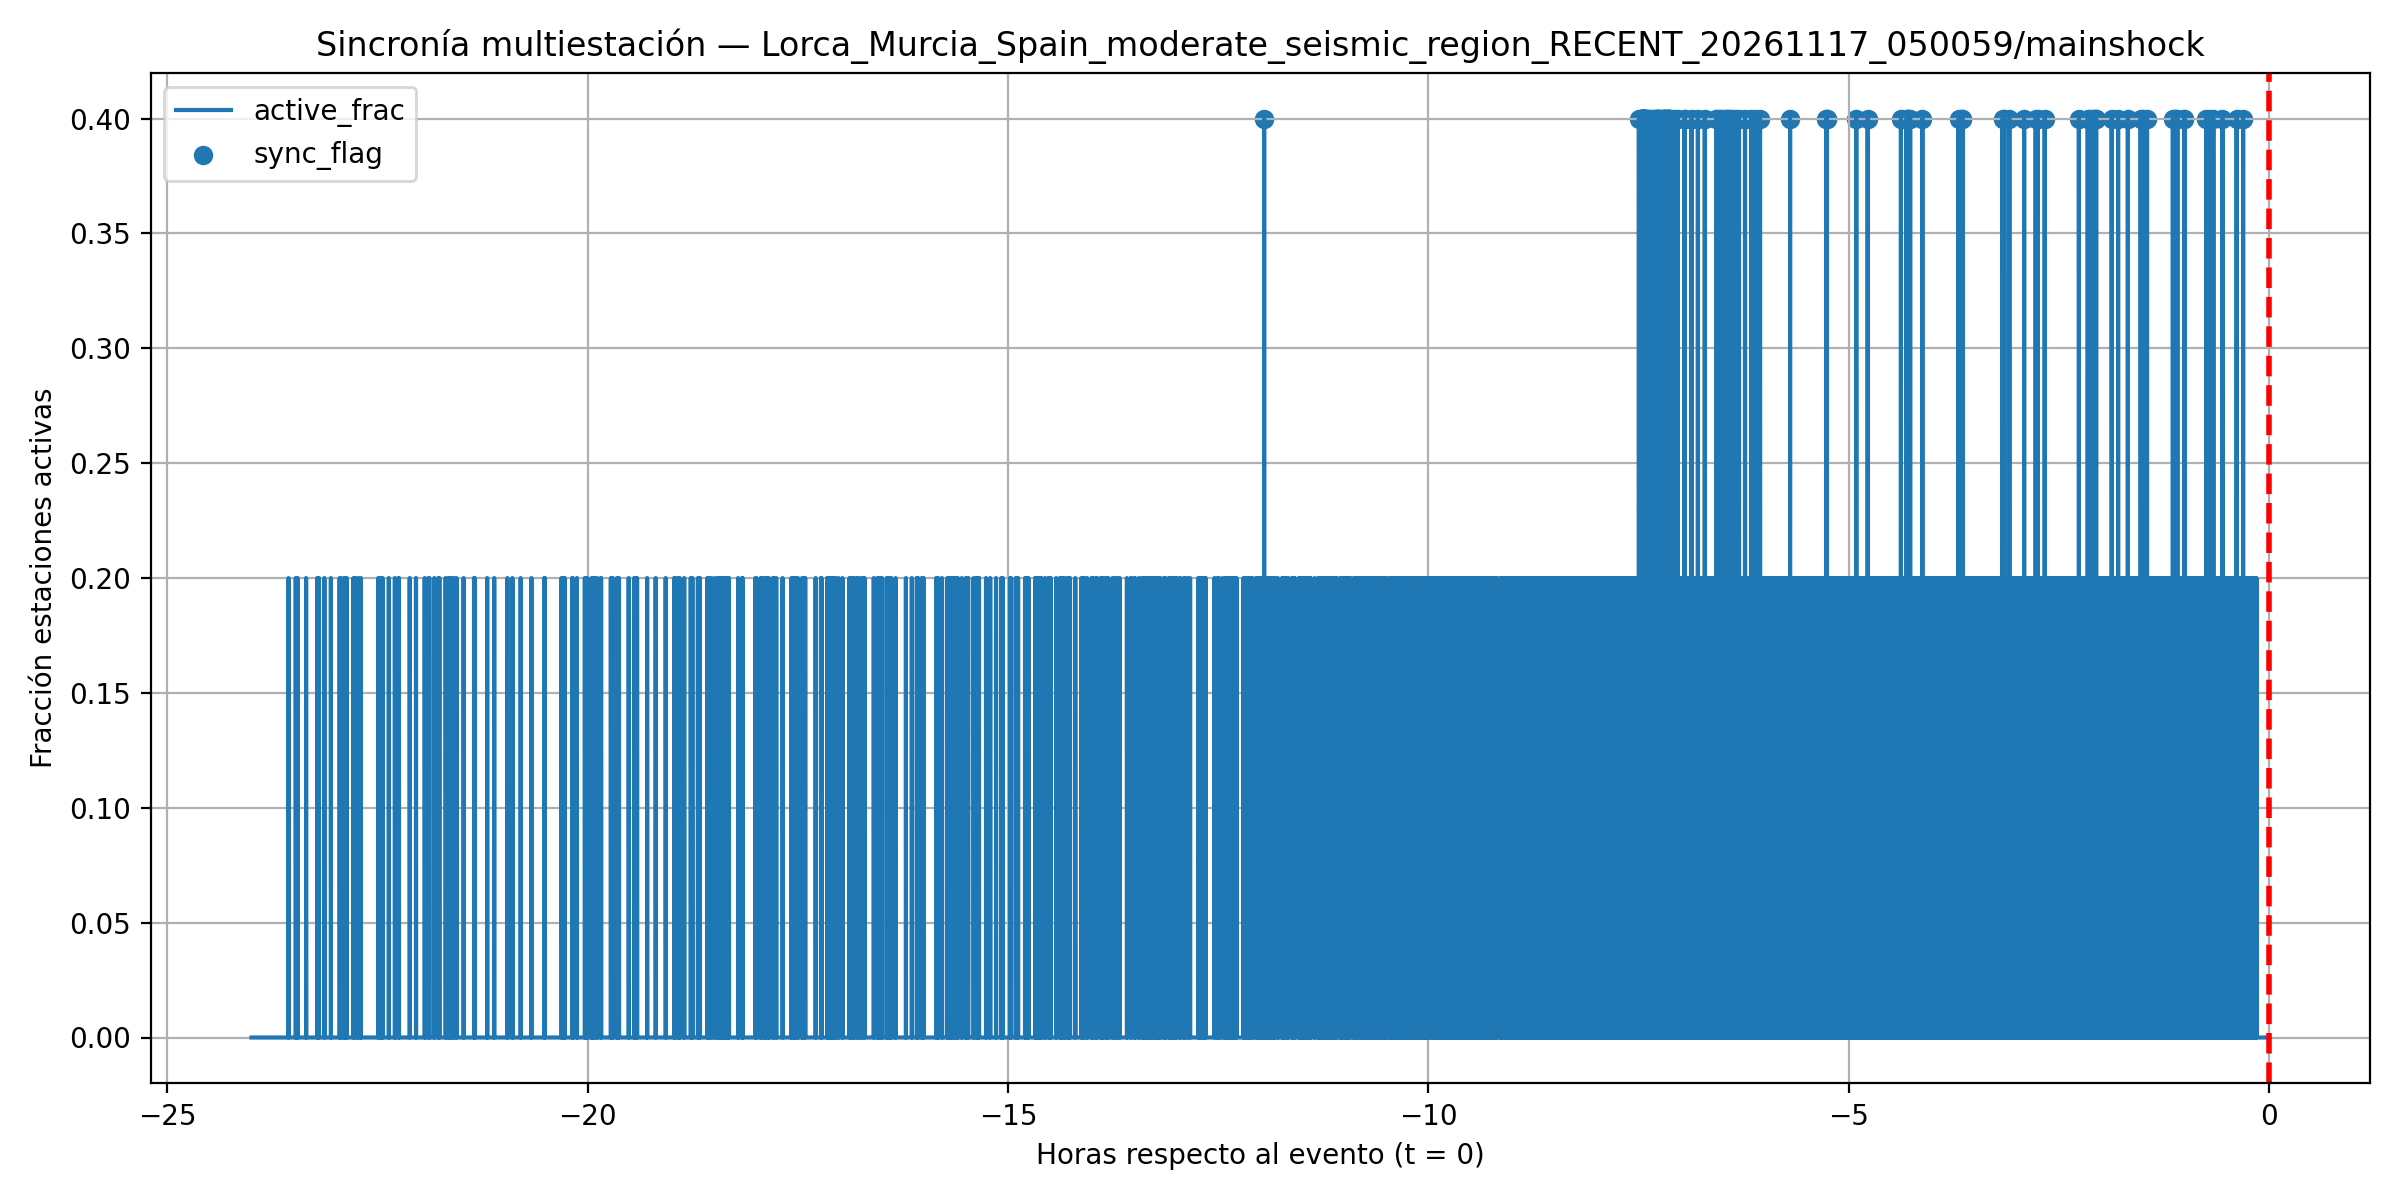 Sincronía multiestación — Lorca_Murcia_Spain_moderate_seismic_region_RECENT_20261117_050059/mainshock
active_frac
sync_flag
Fracción estaciones activas
0.40
0.35
0.30
0.25
0.20
0.15
0.10
0.05
0.00
−25 −20 −15 −10 −5 0
Horas respecto al evento (t = 0)